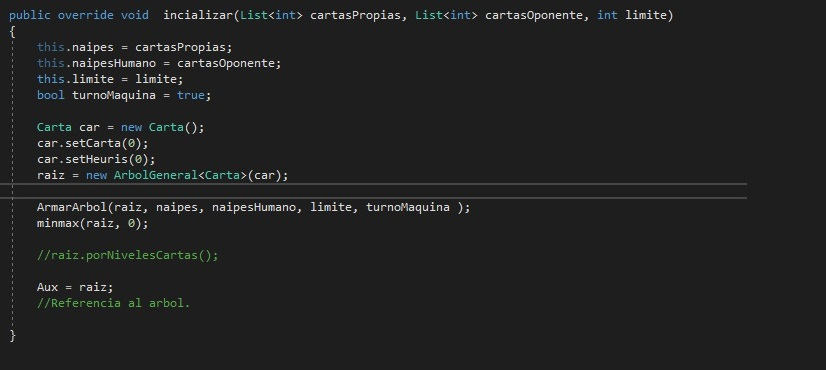 public override void  incializar(List<int> cartasPropias, List<int> cartasOponente, int limite)
{
this.naipes = cartasPropias;
this.naipesHumano = cartasOponente;
this.limite = limite;
bool turnoMaquina = true;
Carta car = new Carta();
car.setCarta(0);
car.setHeuris(0);
raiz = new ArbolGeneral<Carta>(car);
ArmarArbol(raiz, naipes, naipesHumano, limite, turnoMaquina );
minmax(raiz, 0);
//raiz.porNivelesCartas();
Aux = raiz;
//Referencia al arbol.
}